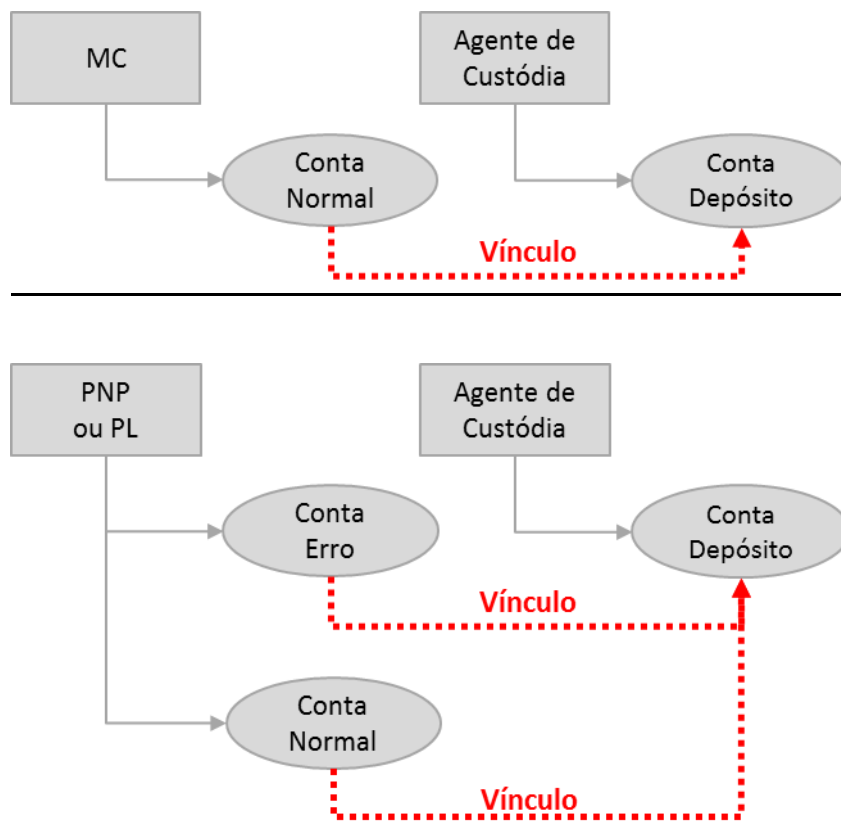 MC
Agente de
Custódia
Conta
Normal
Conta
Depósito
Vínculo
PNP
ou PL
Agente de
Custódia
Conta
Erro
Conta
Depósito
Vínculo
Conta
Normal
Vínculo